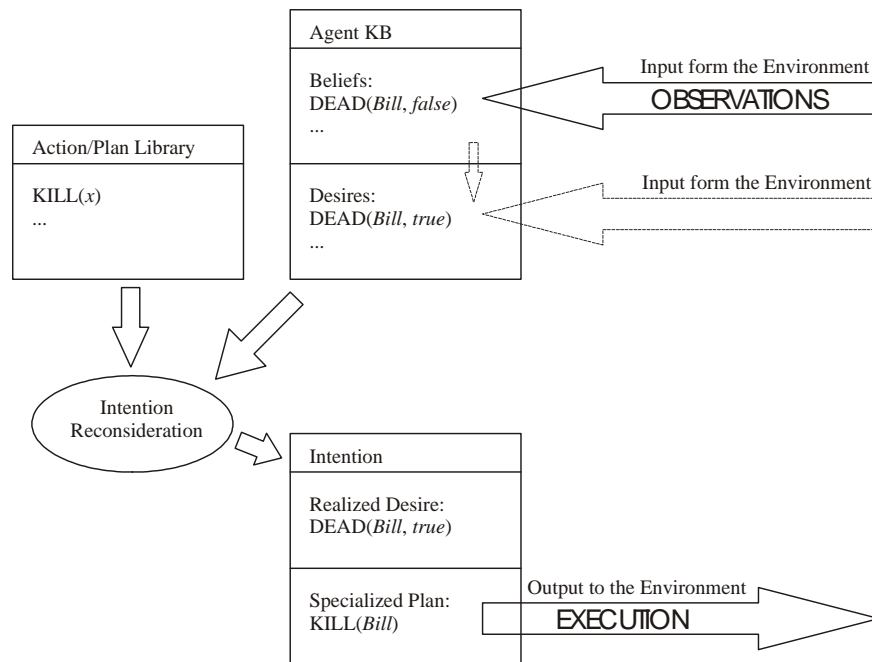 Agent KB
Beliefs:
DEAD(Bill, false)
...
Input form the Environment
OBSERVATIONS
Action/Plan Library
KILL(x)
...
Desires:
DEAD(Bill, true)
...
Input form the Environment
Intention
Reconsideration
Intention
Realized Desire:
DEAD(Bill, true)
Specialized Plan:
KILL(Bill)
Output to the Environment
EXECUTION